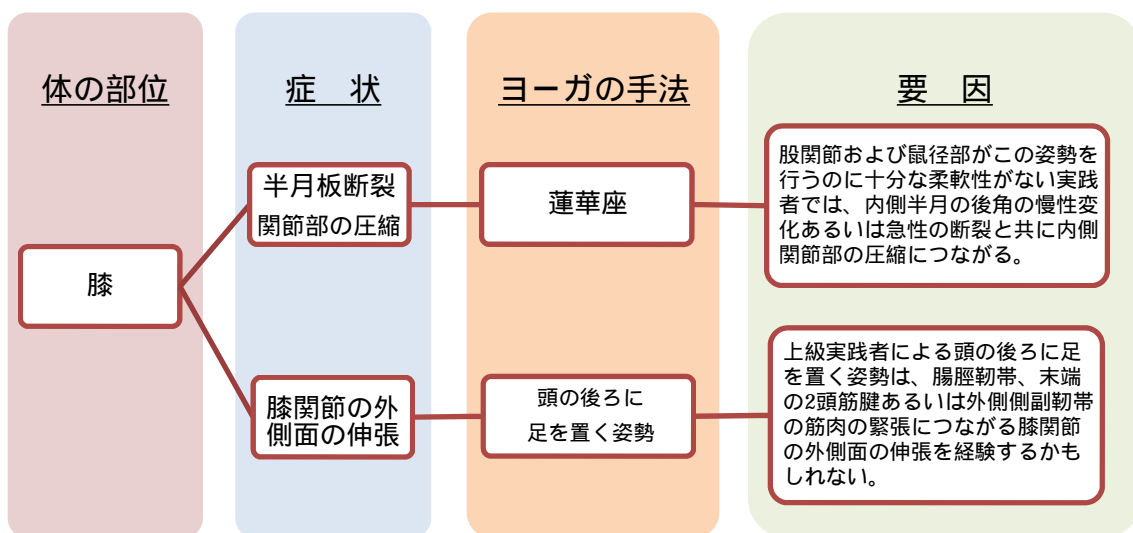 体の部位
症　状
ヨーガの手法
要　因
膝
半月板断裂
関節部の圧縮
蓮華座
股関節および鼠径部がこの姿勢を
行うのに十分な柔軟性がない実践
者では、内側半月の後角の慢性変
化あるいは急性の断裂と共に内側
関節部の圧縮につながる。
膝関節の外
側面の伸張
頭の後ろに
足を置く姿勢
上級実践者による頭の後ろに足
を置く姿勢は、腸脛靭帯、末端
の2頭筋腱あるいは外側側副靭帯
の筋肉の緊張につながる膝関節
の外側面の伸張を経験するかも
しれない。